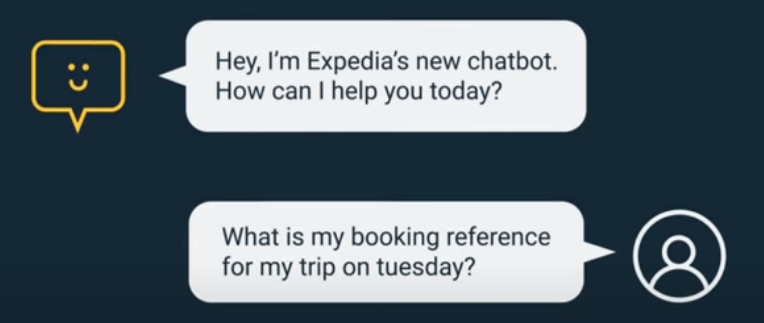 Hey, I'm Expedia's new chatbot.
How can I help you today?
What is my booking reference
for my trip on tuesday?